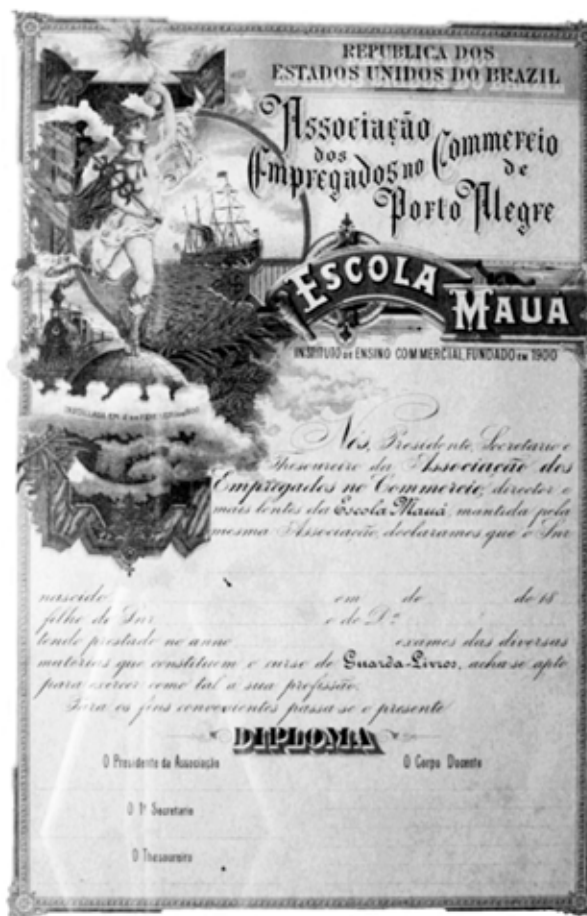 REPUBLICA DOS
ESTADOS UNIDOS DO BRAZIL
Associação
dos
Empregados no Commercio
de
Porto Alegre
ESCOLA
MAUA
INSTITUTO DE ENSINO COMMERCIAL, FUNDADO EM 1900
Nós, Presidente, Secretario e
Thesoureiro da Associação dos
Empregados no Commercio, director e
mais lentes da Escola Mauá, mantida pela
mesma Associação, declaramos que o Snr
nascido em de de 18
filho do Snr e de D.ª
tendo prestado no anno exames das diversas
materias que constituem o curso de Guarda-Livros, acha-se apto
para exercer como tal a sua profissão.
Para os fins convenientes passa-se o presente
DIPLOMA
O Presidente da Associação
O Corpo Docente
O 1º Secretario
O Thesoureiro